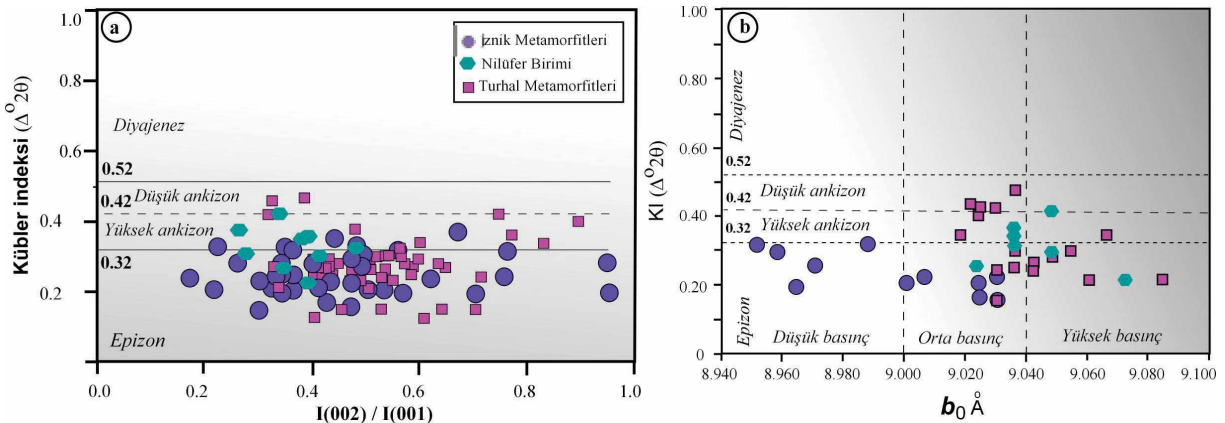 a
Kübler indeksi (Δ°2θ)
1.0
0.8
0.6
0.4
0.2
0.0
0.2
0.4
0.6
0.8
1.0
I(002) / I(001)
İznik Metamorfitleri
Nilüfer Birimi
Turhal Metamorfitleri
Diyajenez
0.52
0.42
Düşük ankizon
Yüksek ankizon
0.32
Epizon
b
KI (Δ°2θ)
1.00
0.80
0.60
0.40
0.20
0
8.940
8.960
8.980
9.000
9.020
9.040
9.060
9.080
9.100
b₀ Å
Diyajenez
0.52
0.42
Düşük ankizon
Yüksek ankizon
0.32
Epizon
Düşük basınç
Orta basınç
Yüksek basınç